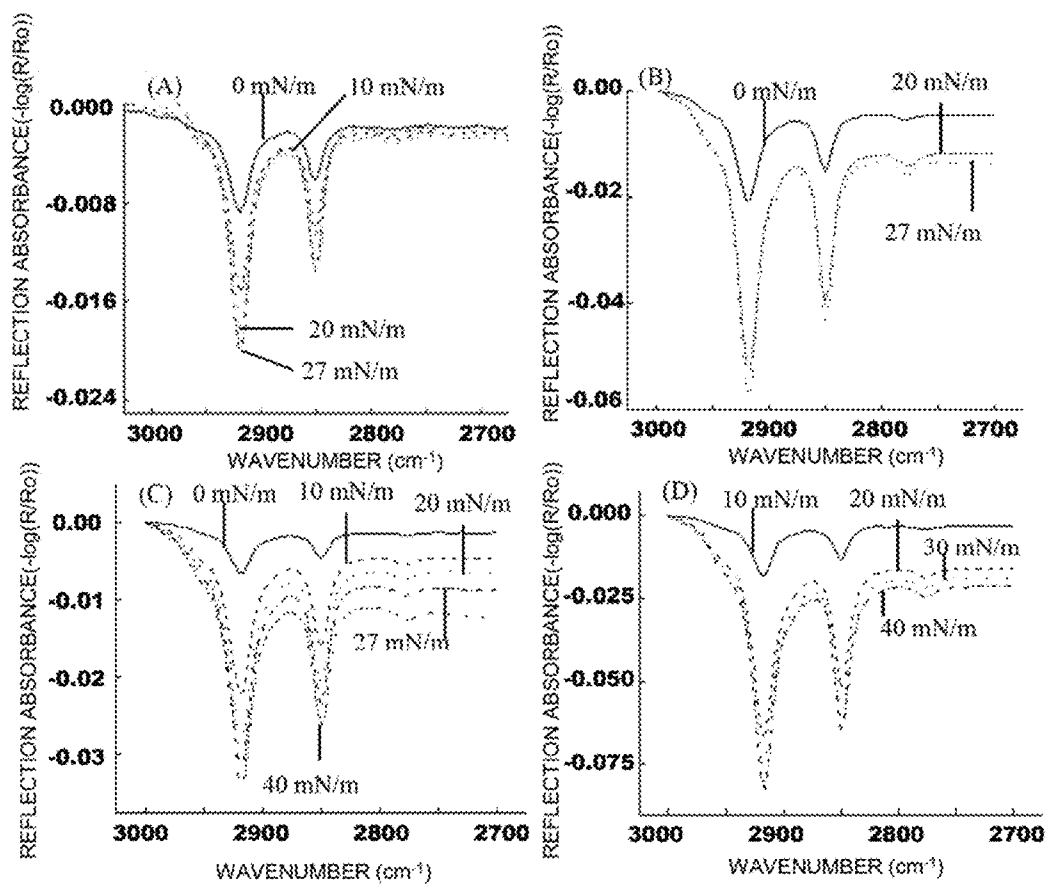 (A)
0 mN/m
10 mN/m
0.000
-0.008
-0.016
-0.024
20 mN/m
27 mN/m
REFLECTION ABSORBANCE(-log(R/Ro))
3000 2900 2800 2700
WAVENUMBER (cm-1)
(B)
0 mN/m
20 mN/m
0.00
-0.02
-0.04
-0.06
27 mN/m
REFLECTION ABSORBANCE(-log(R/Ro))
3000 2900 2800 2700
WAVENUMBER (cm-1)
(C)
0 mN/m
10 mN/m
20 mN/m
0.00
-0.01
-0.02
-0.03
27 mN/m
40 mN/m
REFLECTION ABSORBANCE(-log(R/Ro))
3000 2900 2800 2700
WAVENUMBER (cm-1)
(D)
10 mN/m
20 mN/m
30 mN/m
0.000
-0.025
-0.050
-0.075
40 mN/m
REFLECTION ABSORBANCE(-log(R/Ro))
3000 2900 2800 2700
WAVENUMBER (cm-1)